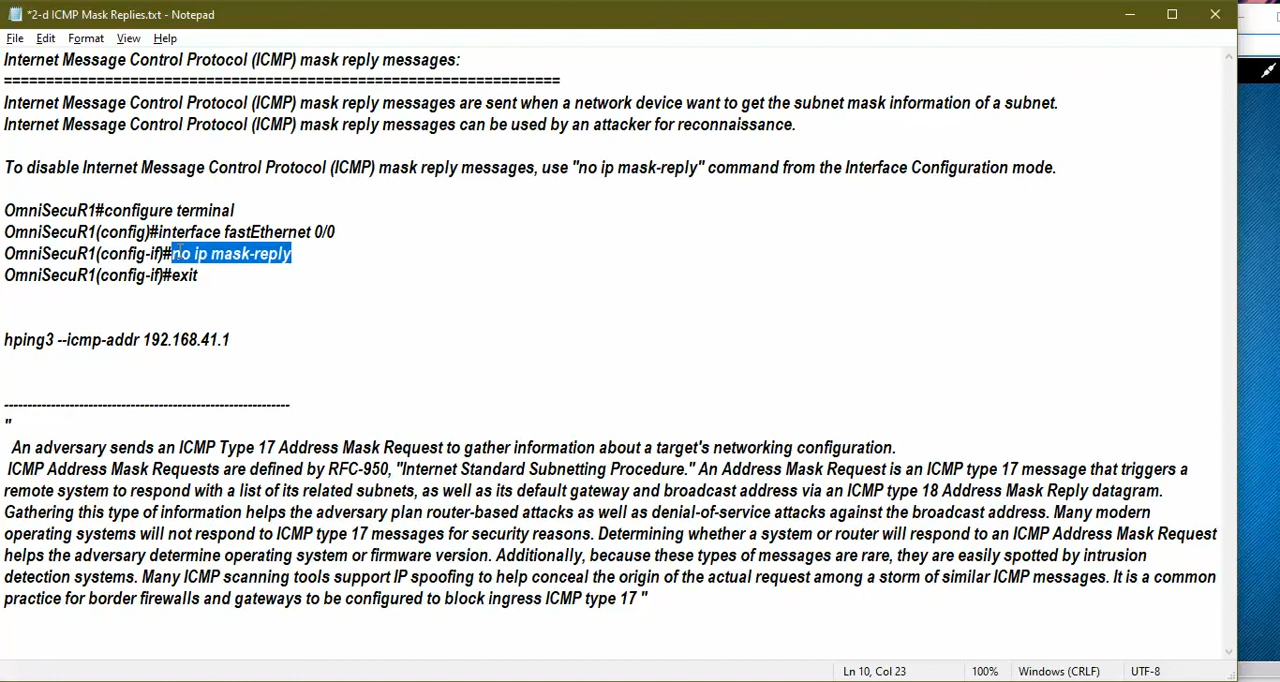 *2-d ICMP Mask Replies.txt - Notepad
File Edit Format View Help
Internet Message Control Protocol (ICMP) mask reply messages:
==================================================================
Internet Message Control Protocol (ICMP) mask reply messages are sent when a network device want to get the subnet mask information of a subnet.
Internet Message Control Protocol (ICMP) mask reply messages can be used by an attacker for reconnaissance.
To disable Internet Message Control Protocol (ICMP) mask reply messages, use "no ip mask-reply" command from the Interface Configuration mode.
OmniSecuR1#configure terminal
OmniSecuR1(config)#interface fastEthernet 0/0
OmniSecuR1(config-if)#no ip mask-reply
OmniSecuR1(config-if)#exit
hping3 --icmp-addr 192.168.41.1
-------------------------------------------------------------
"
An adversary sends an ICMP Type 17 Address Mask Request to gather information about a target's networking configuration.
ICMP Address Mask Requests are defined by RFC-950, "Internet Standard Subnetting Procedure." An Address Mask Request is an ICMP type 17 message that triggers a
remote system to respond with a list of its related subnets, as well as its default gateway and broadcast address via an ICMP type 18 Address Mask Reply datagram.
Gathering this type of information helps the adversary plan router-based attacks as well as denial-of-service attacks against the broadcast address. Many modern
operating systems will not respond to ICMP type 17 messages for security reasons. Determining whether a system or router will respond to an ICMP Address Mask Request
helps the adversary determine operating system or firmware version. Additionally, because these types of messages are rare, they are easily spotted by intrusion
detection systems. Many ICMP scanning tools support IP spoofing to help conceal the origin of the actual request among a storm of similar ICMP messages. It is a common
practice for border firewalls and gateways to be configured to block ingress ICMP type 17 "
Ln 10, Col 23 100% Windows (CRLF) UTF-8